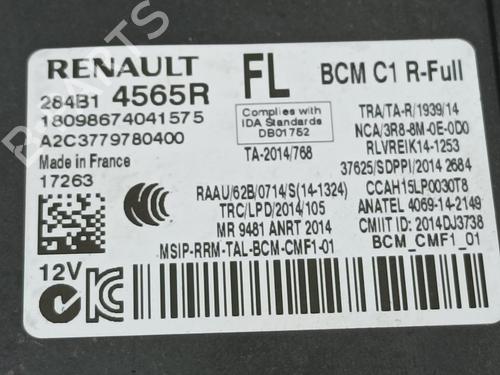 RENAULT FL BCM C1 R-Full
284B1 4565R
18098674041575
A2C3779780400
Made in France
17263
Complies with
IDA Standards
DB01752
TA-2014/768
TRA/TA-R/1939/14
NCA/3R8-8M-0E-0D0
RLVREIK14-1253
37625/SDPPI/2014 2684
CCAH15LP0030T8
ANATEL 4069-14-2149
CMIIT ID: 2014DJ3738
BCM_CMF1_01
RAAU/62B/0714/S(14-1324)
TRC/LPD/2014/105
MR 9481 ANRT 2014
MSIP-RRM-TAL-BCM-CMF1-01
12V